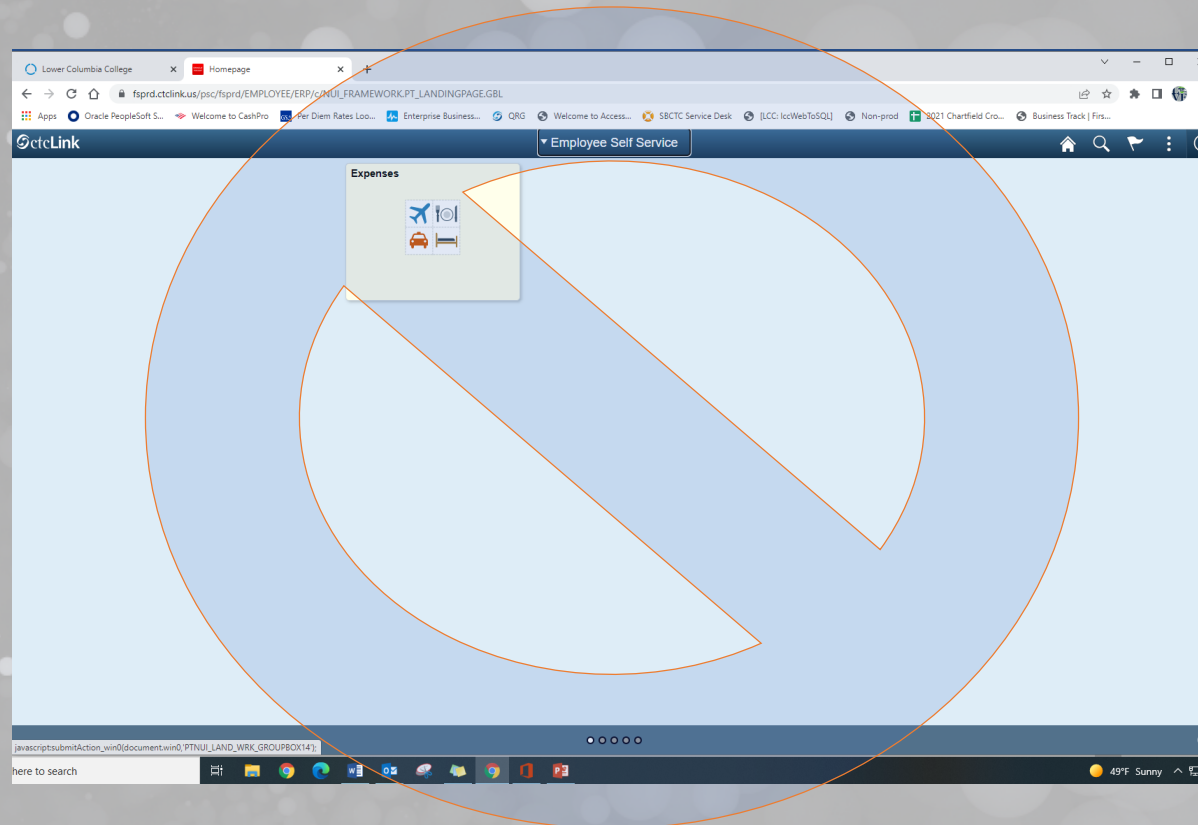 Lower Columbia College
Homepage
fsprd.ctclink.us/psc/fsprd/EMPLOYEE/ERP/c/NUI_FRAMEWORK.PT_LANDINGPAGE.GBL
Apps Oracle PeopleSoft S... Welcome to CashPro Per Diem Rates Loo... Enterprise Business... QRG Welcome to Access... SBCTC Service Desk [LCC: lccWebToSQL] Non-prod 2021 Chartfield Cro... Business Track | Firs...
ctcLink
Employee Self Service
Expenses
javascript:submitAction_win0(document.win0,'PTNUI_LAND_WRK_GROUPBOX14');
here to search
49°F Sunny